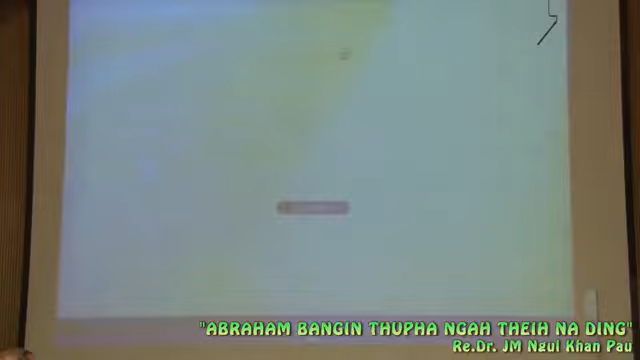 "ABRAHAM BANGIN THUPHA NGAH THEIH NA DING"
Re.Dr. JM Ngul Khan Pau